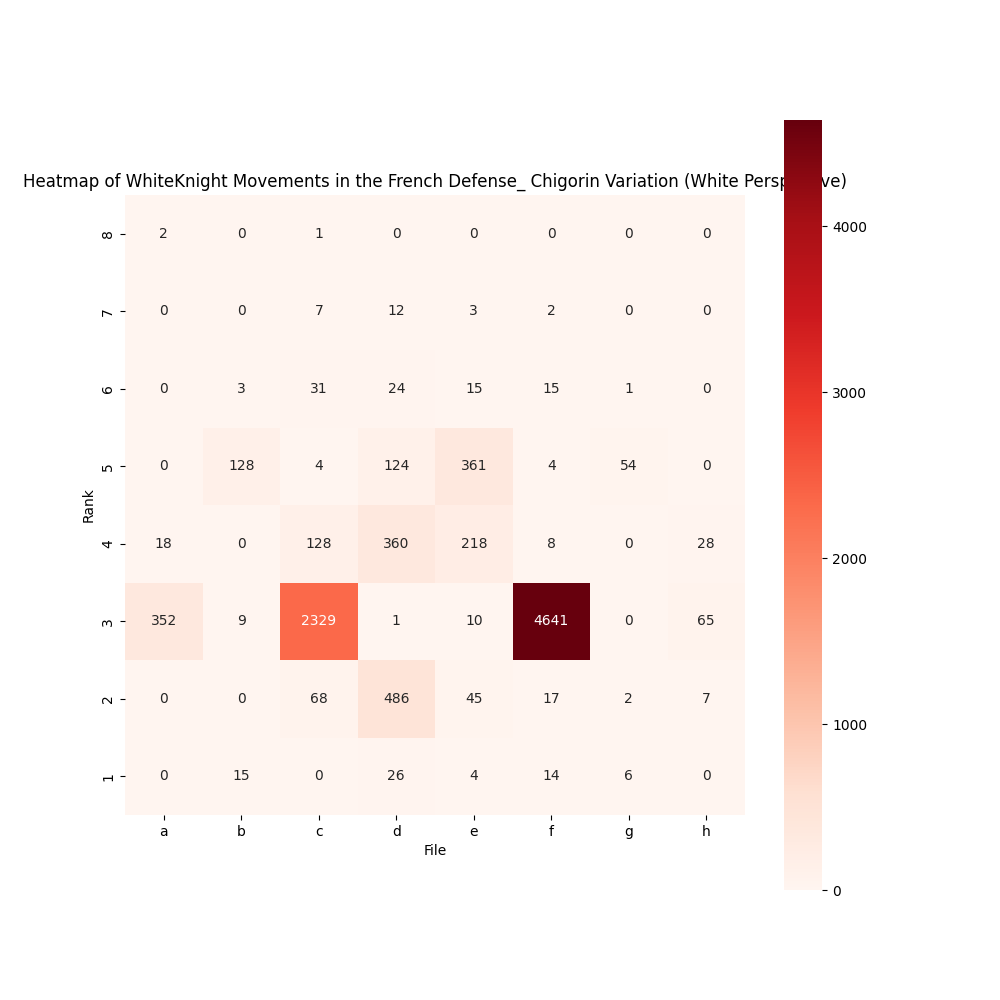 Heatmap of WhiteKnight Movements in the French Defense_ Chigorin Variation (White Perspective)
8 2 0 1 0 0 0 0 0
7 0 0 7 12 3 2 0 0
6 0 3 31 24 15 15 1 0
5 0 128 4 124 361 4 54 0
4 18 0 128 360 218 8 0 28
3 352 9 2329 1 10 4641 0 65
2 0 0 68 486 45 17 2 7
1 0 15 0 26 4 14 6 0
a b c d e f g h
File
Rank
4000
3000
2000
1000
0